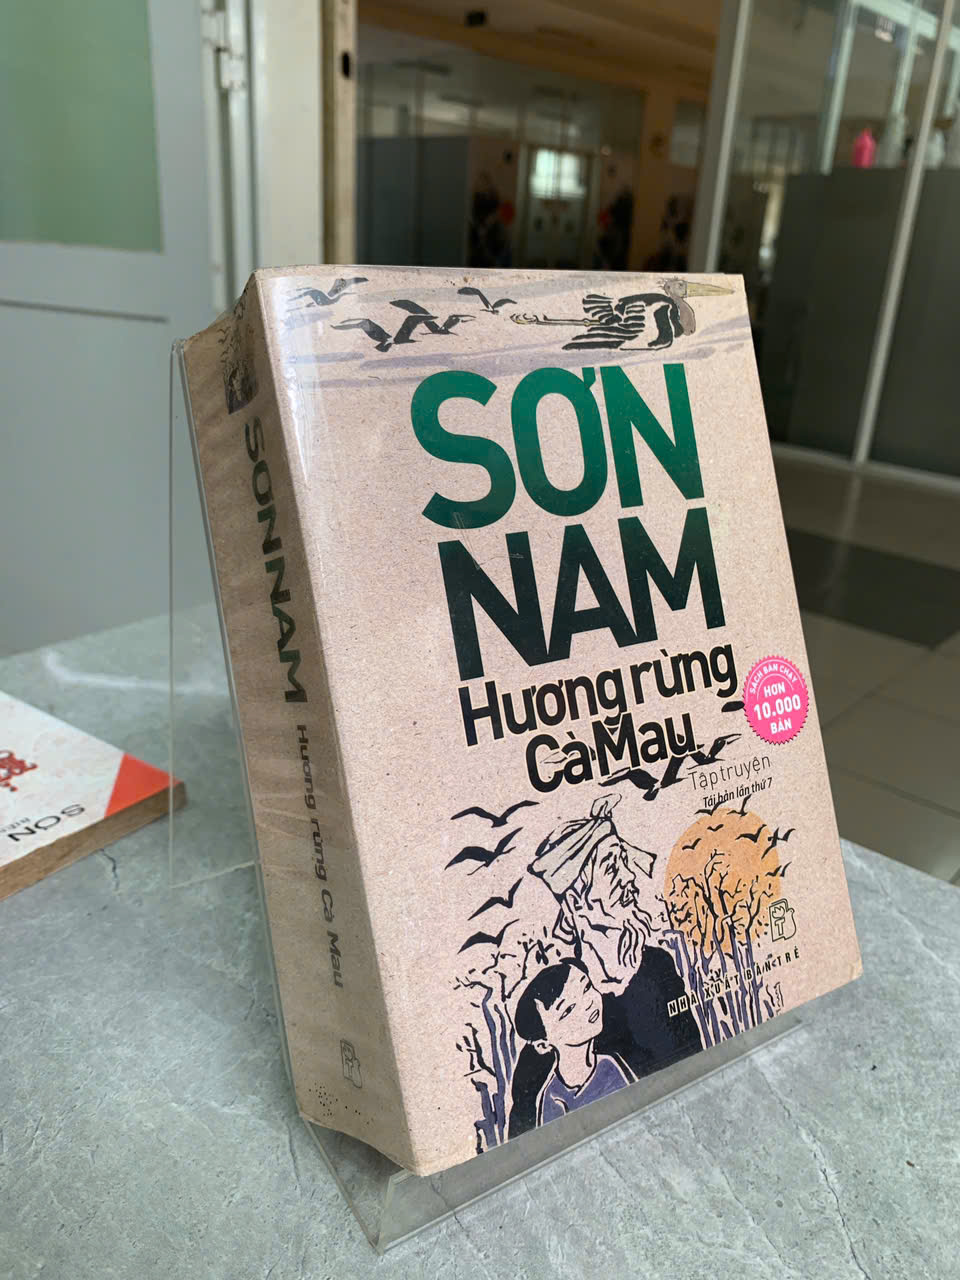 SƠN
NAM
Hương rừng
Cà Mau
Tập truyện
Tái bản lần thứ 7
SÁCH BÁN CHẠY
HƠN
10.000
BẢN
NHÀ XUẤT BẢN TRẺ
SƠN NAM Hương rừng Cà Mau
SƠN